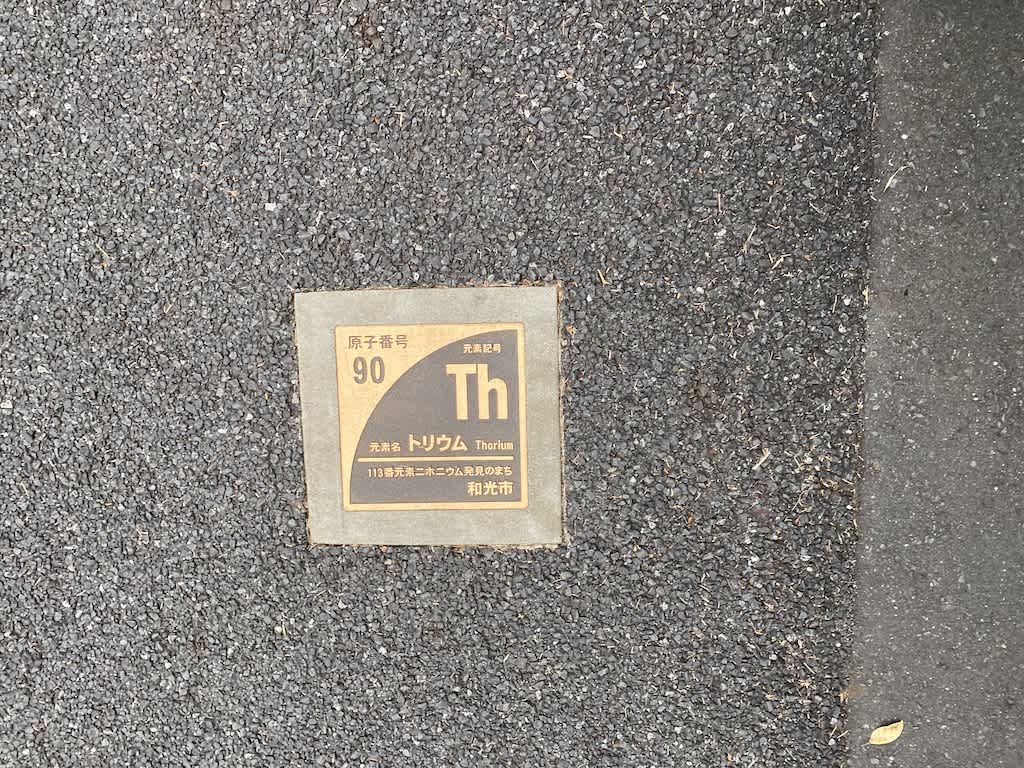 原子番号
90
元素記号
Th
元素名 トリウム Thorium
113番元素ニホニウム発見のまち
和光市